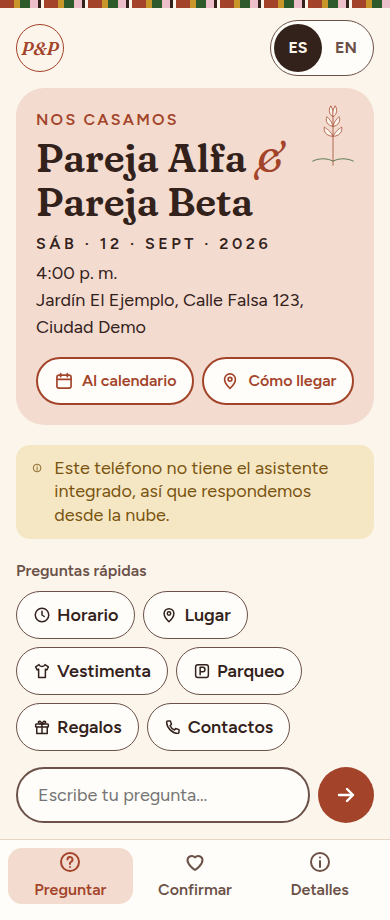 P&P
ES EN
NOS CASAMOS
Pareja Alfa &
Pareja Beta
SÁB · 12 · SEPT · 2026
4:00 p. m.
Jardín El Ejemplo, Calle Falsa 123,
Ciudad Demo
Al calendario Cómo llegar
Este teléfono no tiene el asistente
integrado, así que respondemos
desde la nube.
Preguntas rápidas
Horario Lugar
Vestimenta Parqueo
Regalos Contactos
Escribe tu pregunta...
Preguntar Confirmar Detalles